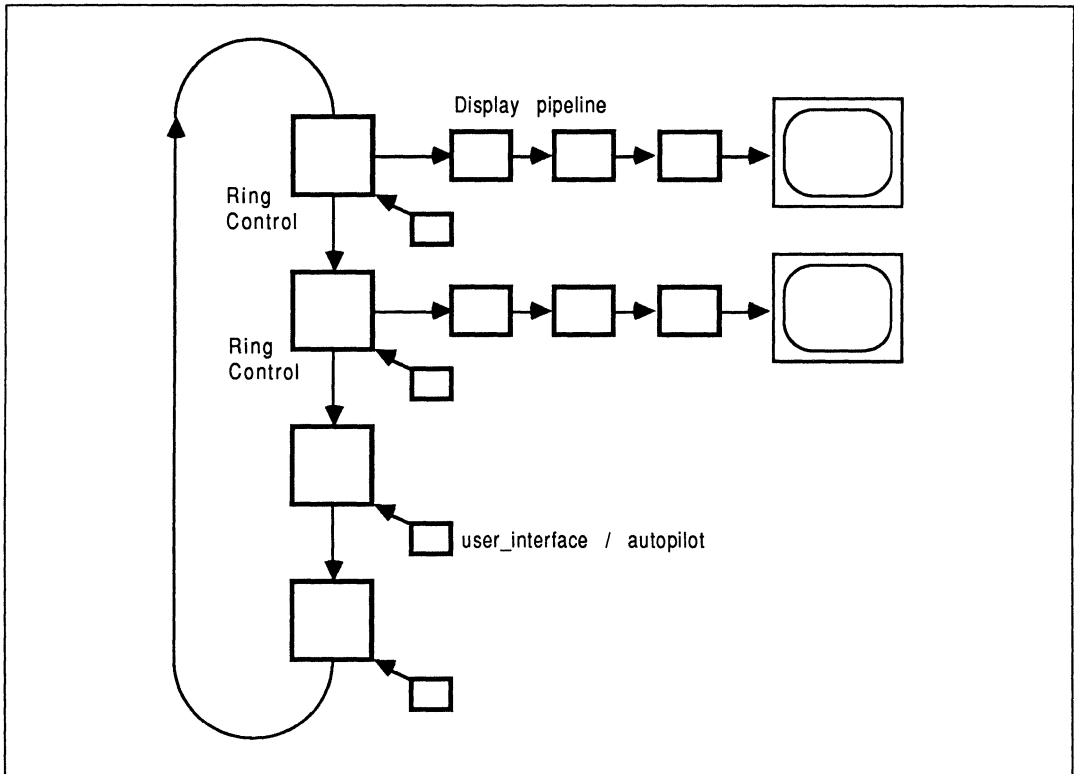 Display pipeline
Ring
Control
Ring
Control
user_interface / autopilot